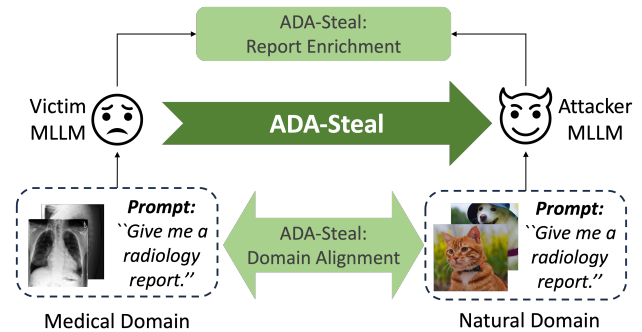 ADA-Steal:
Report Enrichment
Victim
MLLM
ADA-Steal
Attacker
MLLM
Prompt:
``Give me a
radiology
report.’’
ADA-Steal:
Domain Alignment
Prompt:
``Give me a
radiology
report.’’
Medical Domain
Natural Domain